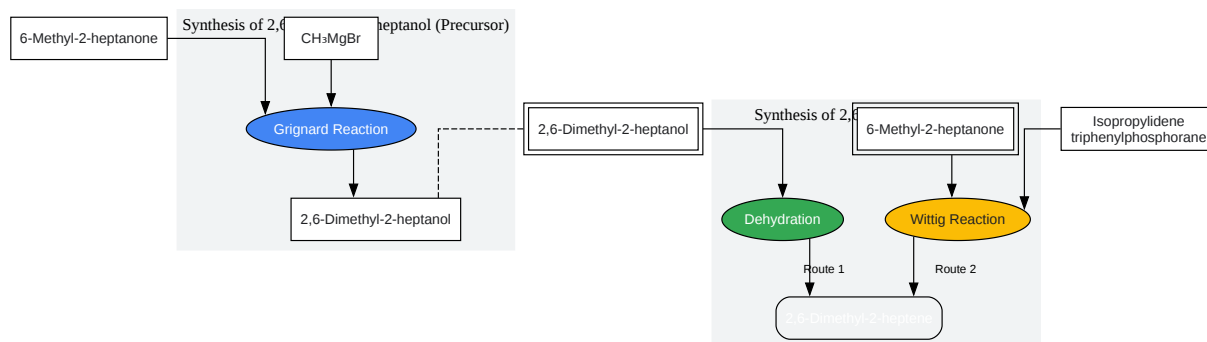 Synthesis of 2,6 heptanol (Precursor)
6-Methyl-2-heptanone
CH₃MgBr
Grignard Reaction
2,6-Dimethyl-2-heptanol
2,6-Dimethyl-2-heptanol
Synthesis of 2,6
6-Methyl-2-heptanone
Isopropylidene
triphenylphosphorane
Dehydration
Wittig Reaction
Route 1
Route 2
2,6-Dimethyl-2-heptene